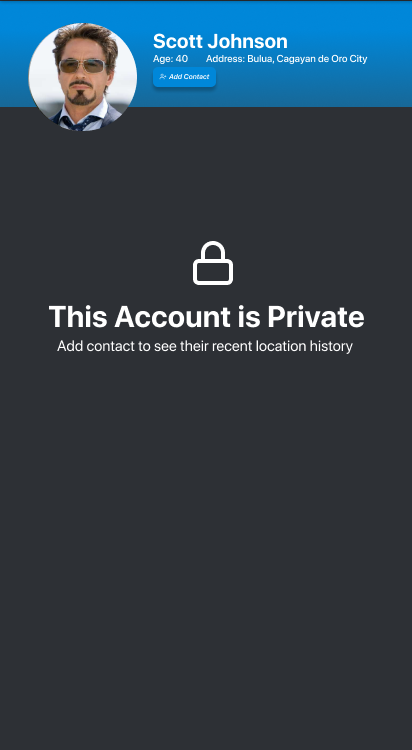 Scott Johnson
Age: 40 Address: Bulua, Cagayan de Oro City
Add Contact
This Account is Private
Add contact to see their recent location history